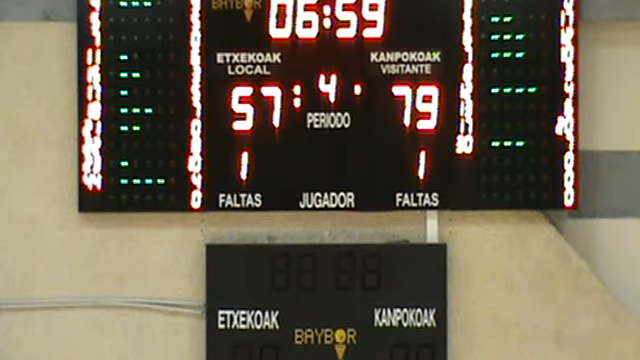 BAYBOR
06:59
ETXEKOAK KANPOKOAK
LOCAL VISITANTE
57 : 4 · 79
PERIODO
1 1
FALTAS JUGADOR FALTAS
ETXEKOAK KANPOKOAK
BAYBOR